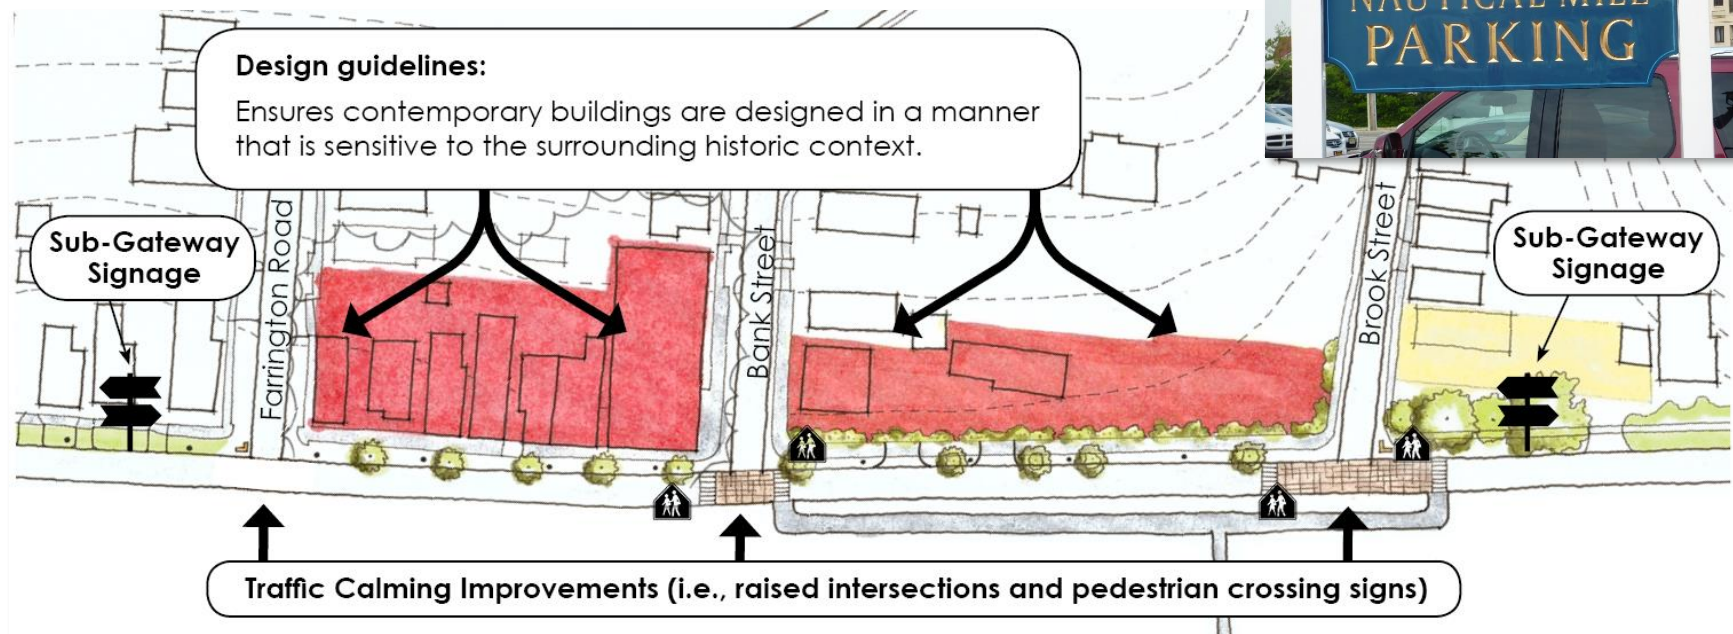 NAUTICAL MILE
PARKING
Design guidelines:
Ensures contemporary buildings are designed in a manner
that is sensitive to the surrounding historic context.
Sub-Gateway
Signage
Farrington Road
Bank Street
Brook Street
Sub-Gateway
Signage
Traffic Calming Improvements (i.e., raised intersections and pedestrian crossing signs)